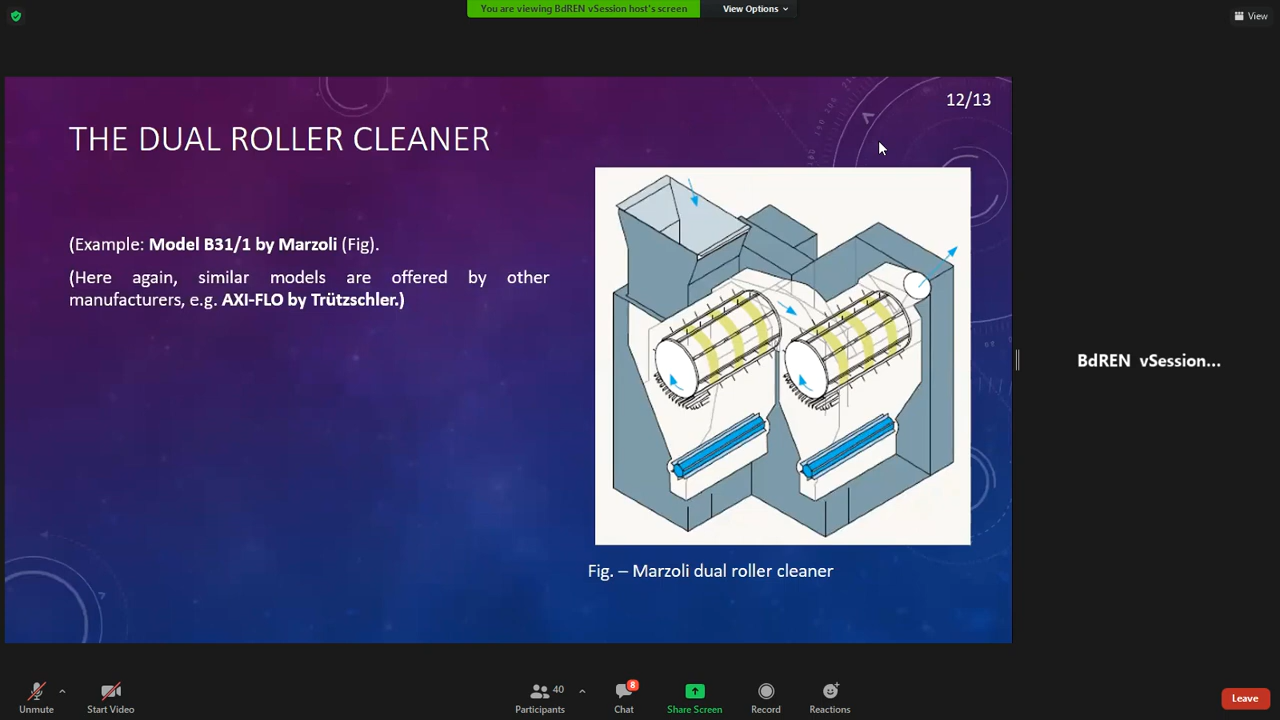 You are viewing BdREN vSession host's screen
View Options
View
12/13
THE DUAL ROLLER CLEANER
(Example: Model B31/1 by Marzoli (Fig).
(Here again, similar models are offered by other
manufacturers, e.g. AXI-FLO by Trützschler.)
Fig. – Marzoli dual roller cleaner
BdREN vSession...
Unmute
Start Video
40
Participants
8
Chat
Share Screen
Record
Reactions
Leave